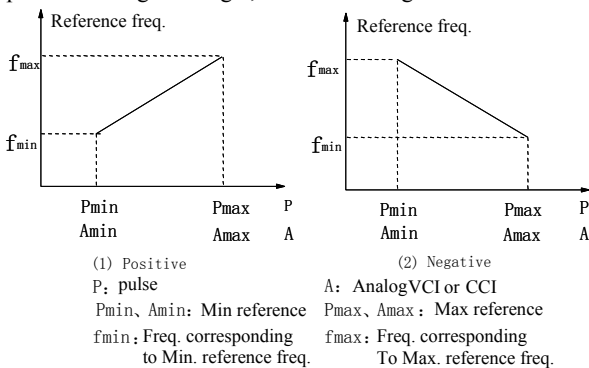 Reference freq.
Reference freq.
fmax
fmax
fmin
fmin
Pmin Pmax P
Pmin Pmax P
Amin Amax A
Amin Amax A
(1) Positive
(2) Negative
P: pulse
A: AnalogVCI or CCI
Pmin、Amin: Min reference
Pmax、Amax: Max reference
fmin: Freq. corresponding
to Min. reference freq.
fmax: Freq. corresponding
To Max. reference freq.